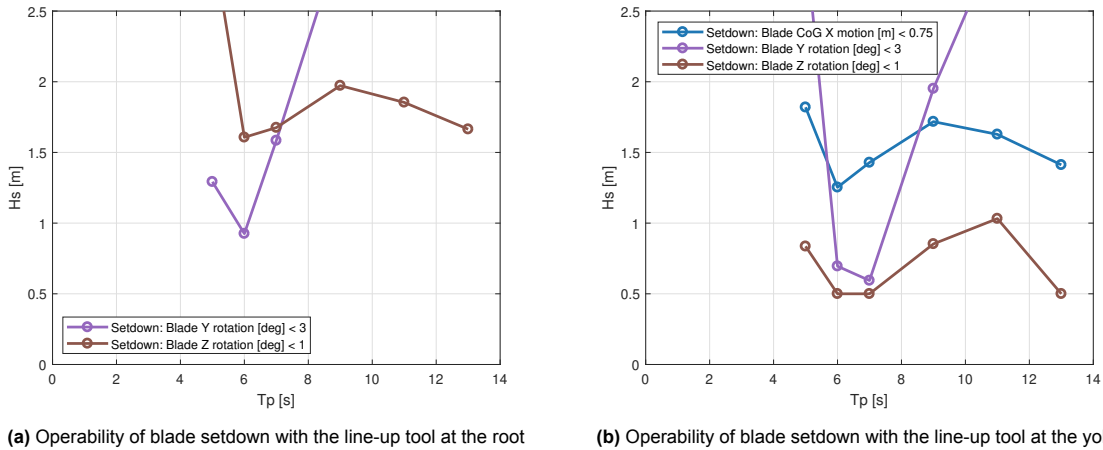 2.5
2
1.5
1
0.5
0
Hs [m]
Setdown: Blade Y rotation [deg] < 3
Setdown: Blade Z rotation [deg] < 1
0 2 4 6 8 10 12 14
Tp [s]
(a) Operability of blade setdown with the line-up tool at the root
2.5
2
1.5
1
0.5
0
Hs [m]
Setdown: Blade CoG X motion [m] < 0.75
Setdown: Blade Y rotation [deg] < 3
Setdown: Blade Z rotation [deg] < 1
0 2 4 6 8 10 12 14
Tp [s]
(b) Operability of blade setdown with the line-up tool at the yo